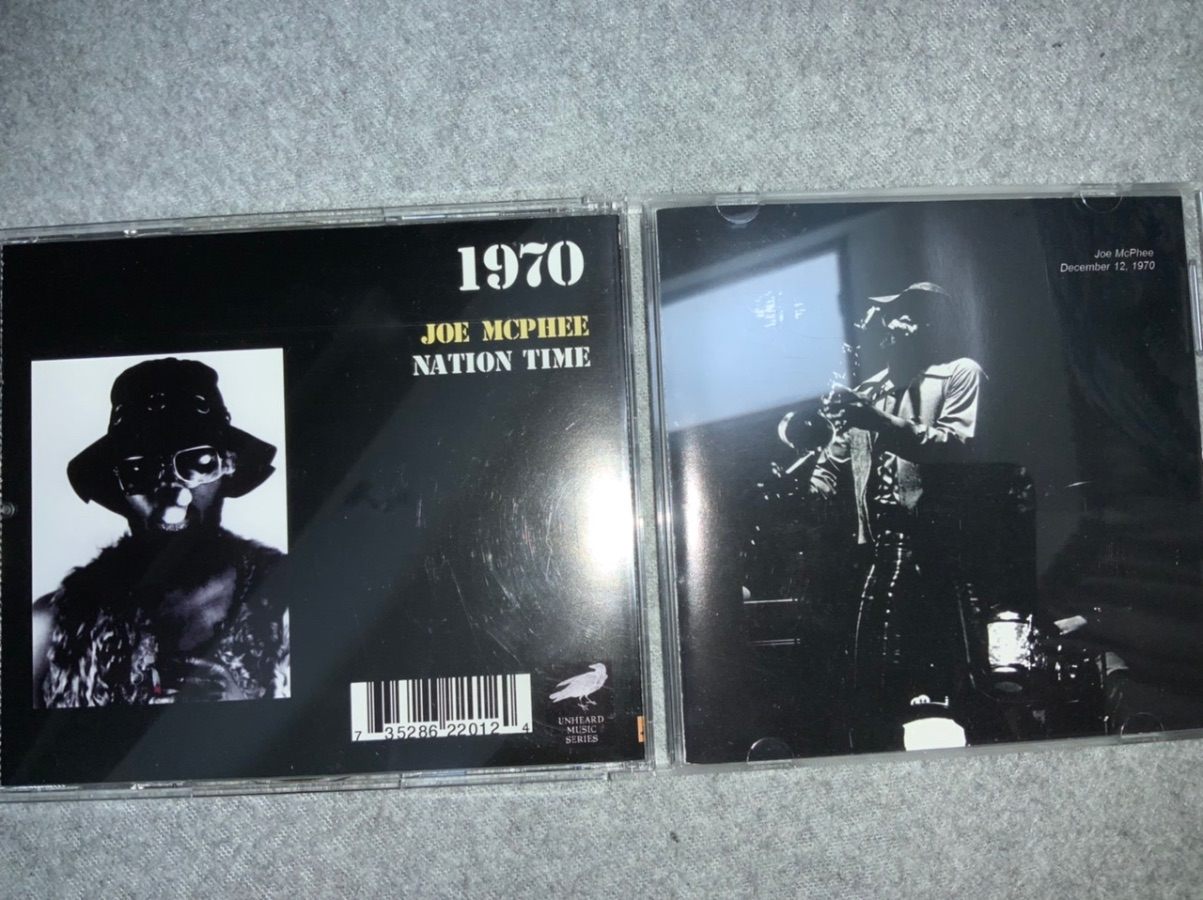 1970
JOE MCPHEE
NATION TIME
7 35286 22012 4
UNHEARD
MUSIC
SERIES
Joe McPhee
December 12, 1970